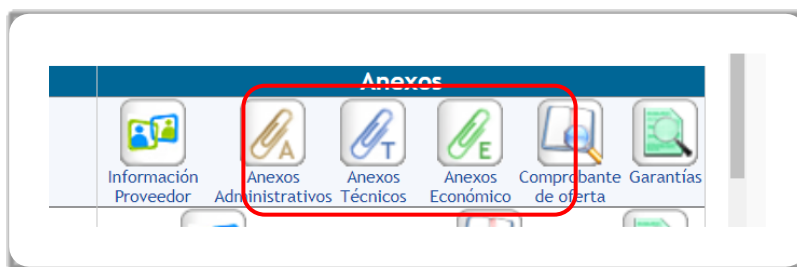 Anexos
A T E
Información Anexos Anexos Anexos Comprobante Garantías
Proveedor Administrativos Técnicos Económico de oferta